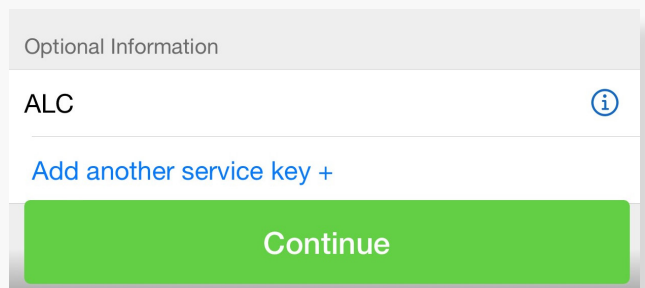 Optional Information
ALC
Add another service key +
Continue